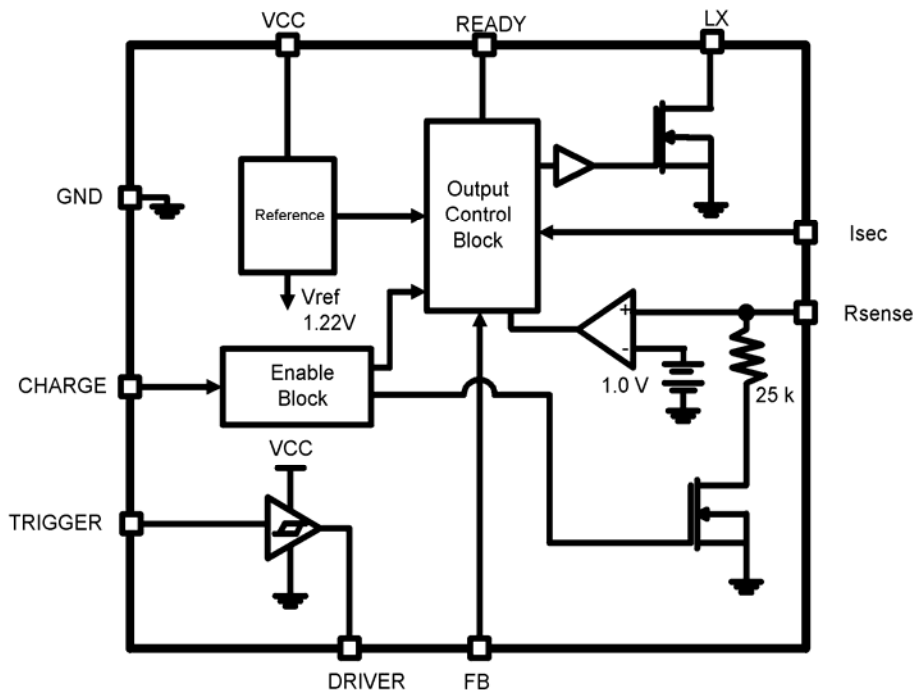 VCC
READY
LX
GND
Reference
Output
Control
Block
Isec
Vref
1.22V
+
-
Rsense
CHARGE
Enable
Block
1.0 V
25 k
VCC
TRIGGER
DRIVER
FB